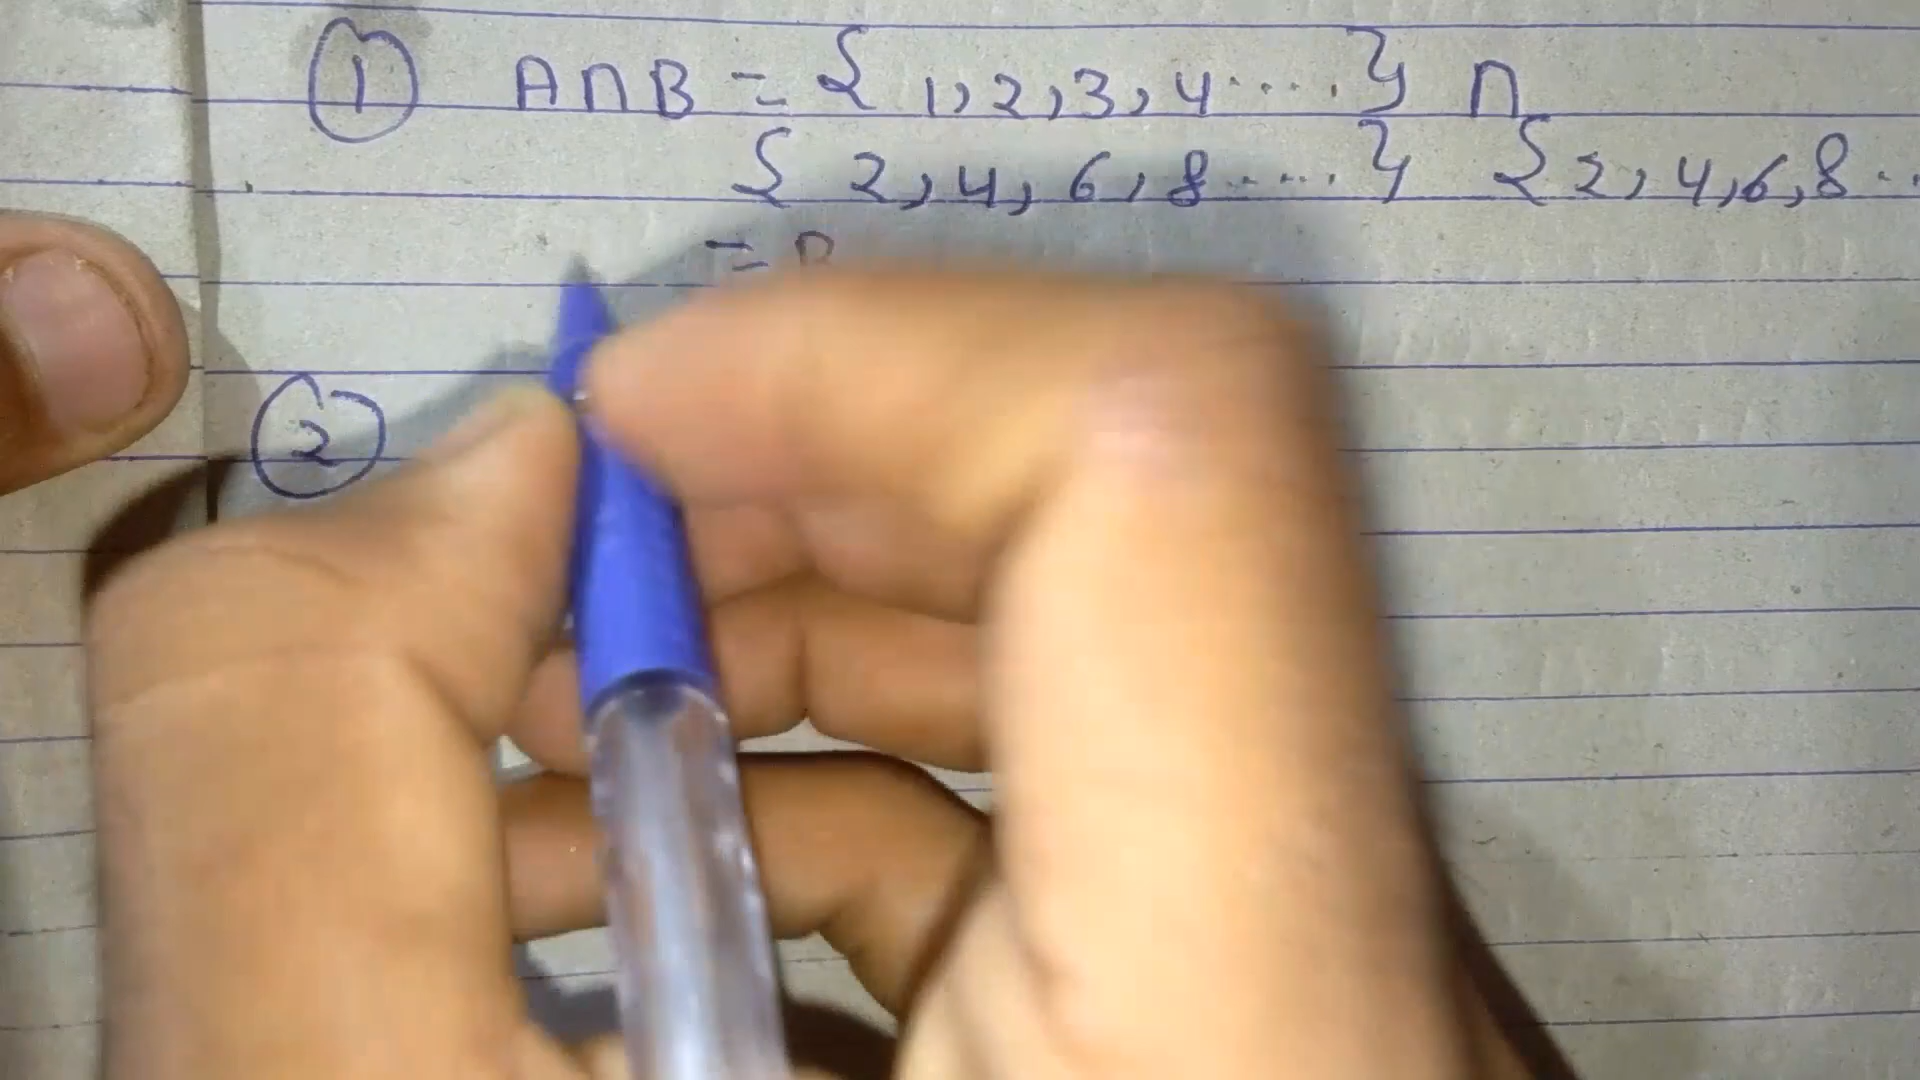 ① A∩B = { 1, 2, 3, 4 .... } ∩
{ 2, 4, 6, 8 ..... } { 2, 4, 6, 8 ..
= B
②